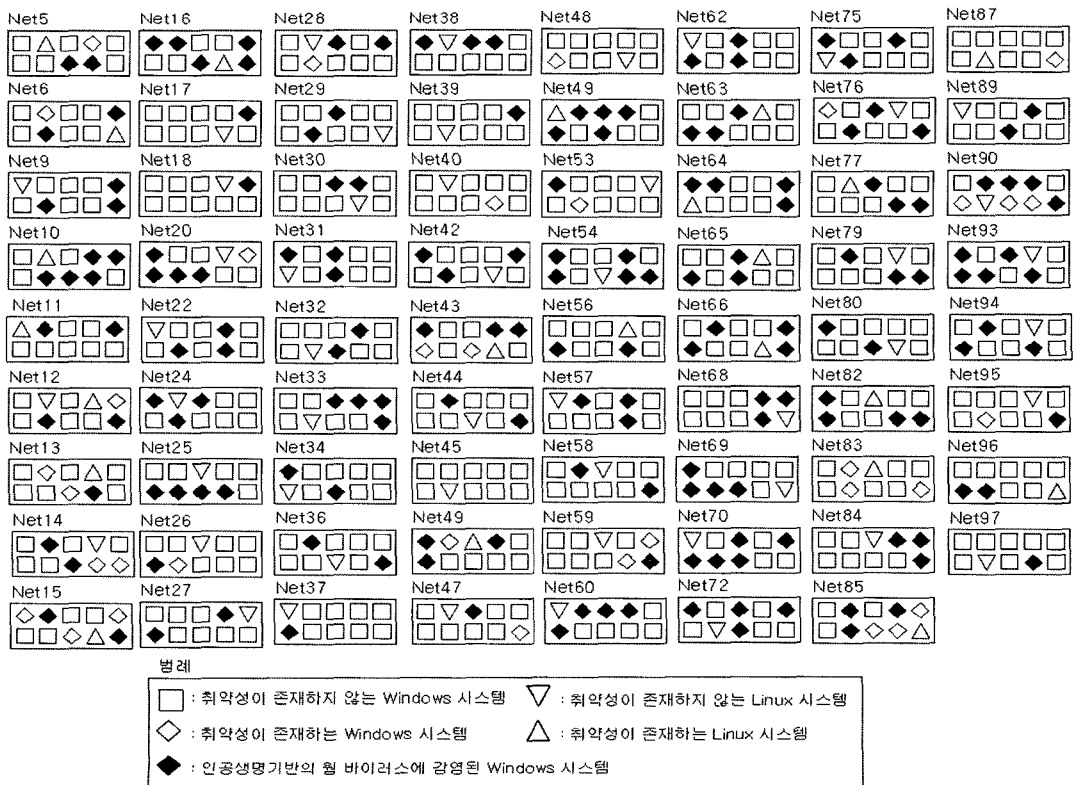 Net5 Net16 Net28 Net38 Net48 Net62 Net75 Net87
Net6 Net17 Net29 Net39 Net49 Net63 Net76 Net89
Net9 Net18 Net30 Net40 Net53 Net64 Net77 Net90
Net10 Net20 Net31 Net42 Net54 Net65 Net79 Net93
Net11 Net22 Net32 Net43 Net56 Net66 Net80 Net94
Net12 Net24 Net33 Net44 Net57 Net68 Net82 Net95
Net13 Net25 Net34 Net45 Net58 Net69 Net83 Net96
Net14 Net26 Net36 Net49 Net59 Net70 Net84 Net97
Net15 Net27 Net37 Net47 Net60 Net72 Net85
범례
: 취약성이 존재하지 않는 Windows 시스템 : 취약성이 존재하지 않는 Linux 시스템
: 취약성이 존재하는 Windows 시스템 : 취약성이 존재하는 Linux 시스템
: 인공생명기반의 웜 바이러스에 감염된 Windows 시스템